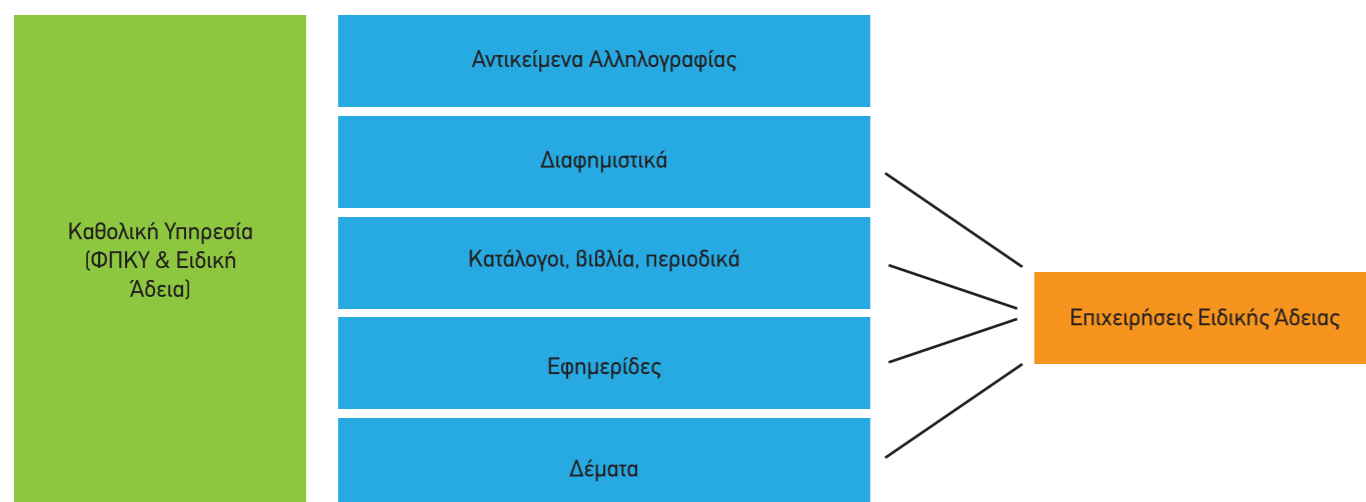 Καθολική Υπηρεσία
(ΦΠΚΥ & Ειδική
Άδεια)
Αντικείμενα Αλληλογραφίας
Διαφημιστικά
Κατάλογοι, βιβλία, περιοδικά
Εφημερίδες
Δέματα
Επιχειρήσεις Ειδικής Άδειας